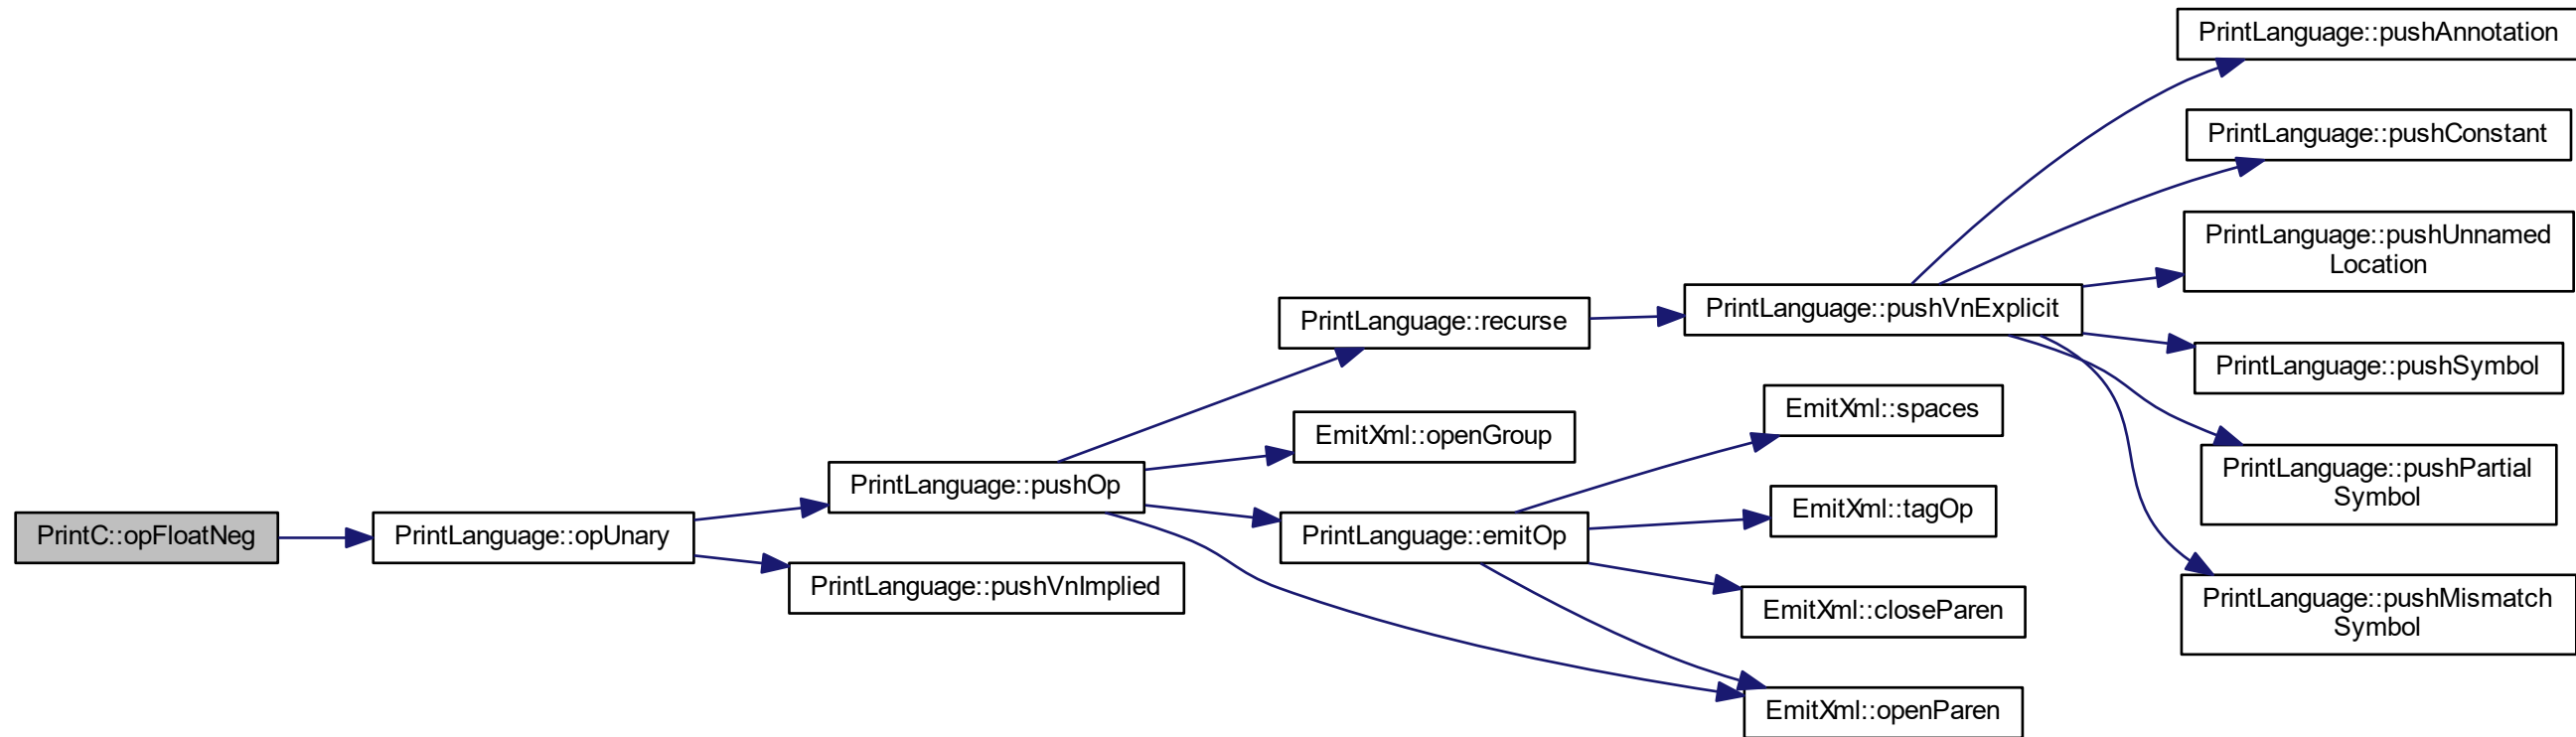 PrintC::opFloatNeg
PrintLanguage::opUnary
PrintLanguage::pushOp
PrintLanguage::pushVnImplied
PrintLanguage::recurse
EmitXml::openGroup
PrintLanguage::emitOp
PrintLanguage::pushVnExplicit
EmitXml::spaces
EmitXml::tagOp
EmitXml::closeParen
EmitXml::openParen
PrintLanguage::pushAnnotation
PrintLanguage::pushConstant
PrintLanguage::pushUnnamed
Location
PrintLanguage::pushSymbol
PrintLanguage::pushPartial
Symbol
PrintLanguage::pushMismatch
Symbol